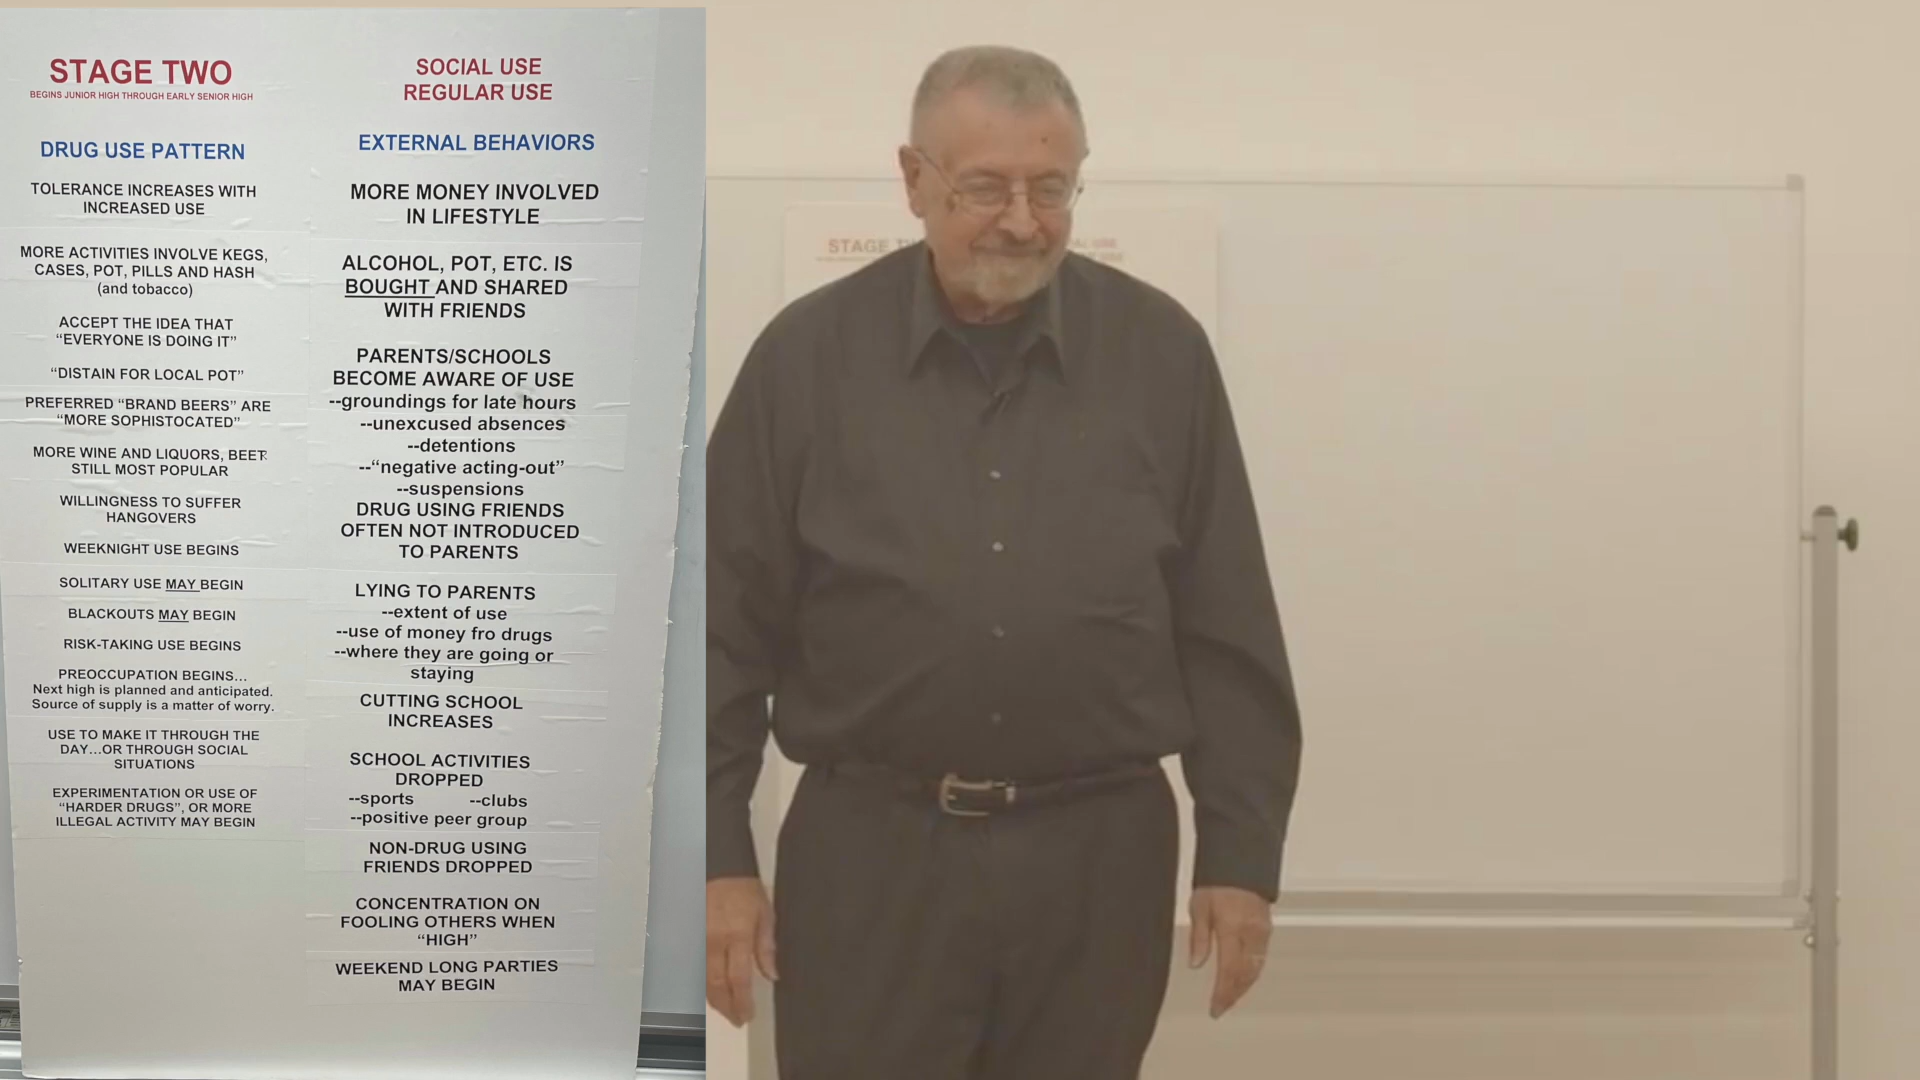 STAGE TWO
BEGINS JUNIOR HIGH THROUGH EARLY SENIOR HIGH
DRUG USE PATTERN
TOLERANCE INCREASES WITH
INCREASED USE
MORE ACTIVITIES INVOLVE KEGS,
CASES, POT, PILLS AND HASH
(and tobacco)
ACCEPT THE IDEA THAT
“EVERYONE IS DOING IT”
“DISTAIN FOR LOCAL POT”
PREFERRED “BRAND BEERS” ARE
“MORE SOPHISTOCATED”
MORE WINE AND LIQUORS, BEER
STILL MOST POPULAR
WILLINGNESS TO SUFFER
HANGOVERS
WEEKNIGHT USE BEGINS
SOLITARY USE MAY BEGIN
BLACKOUTS MAY BEGIN
RISK-TAKING USE BEGINS
PREOCCUPATION BEGINS...
Next high is planned and anticipated.
Source of supply is a matter of worry.
USE TO MAKE IT THROUGH THE
DAY...OR THROUGH SOCIAL
SITUATIONS
EXPERIMENTATION OR USE OF
“HARDER DRUGS”, OR MORE
ILLEGAL ACTIVITY MAY BEGIN
SOCIAL USE
REGULAR USE
EXTERNAL BEHAVIORS
MORE MONEY INVOLVED
IN LIFESTYLE
ALCOHOL, POT, ETC. IS
BOUGHT AND SHARED
WITH FRIENDS
PARENTS/SCHOOLS
BECOME AWARE OF USE
--groundings for late hours
--unexcused absences
--detentions
--“negative acting-out”
--suspensions
DRUG USING FRIENDS
OFTEN NOT INTRODUCED
TO PARENTS
LYING TO PARENTS
--extent of use
--use of money fro drugs
--where they are going or
staying
CUTTING SCHOOL
INCREASES
SCHOOL ACTIVITIES
DROPPED
--sports --clubs
--positive peer group
NON-DRUG USING
FRIENDS DROPPED
CONCENTRATION ON
FOOLING OTHERS WHEN
“HIGH”
WEEKEND LONG PARTIES
MAY BEGIN
STAGE
USE